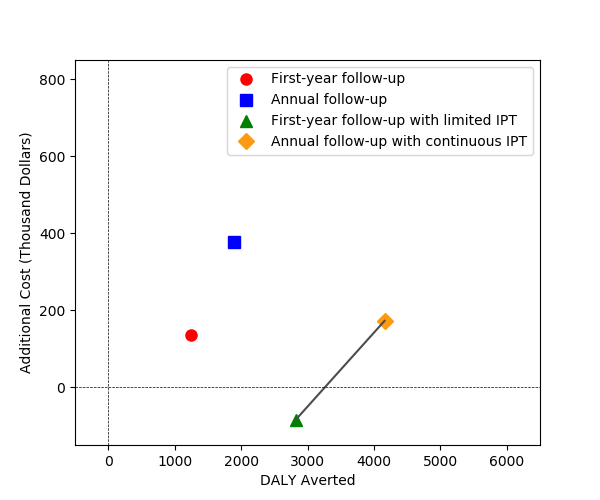 First-year follow-up
Annual follow-up
First-year follow-up with limited IPT
Annual follow-up with continuous IPT
Additional Cost (Thousand Dollars)
800
600
400
200
0
0 1000 2000 3000 4000 5000 6000
DALY Averted